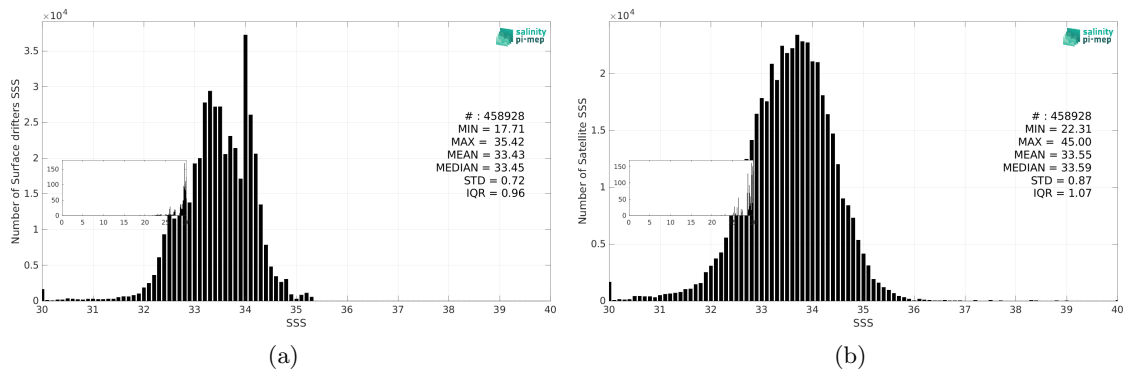 ×10⁴
3.5
3
2.5
2
1.5
1
0.5
0
Number of Surface drifters SSS
30 31 32 33 34 35 36 37 38 39 40
SSS
150
100
50
0
0 5 10 15 20 25
salinity
pi-mep
# : 458928
MIN = 17.71
MAX = 35.42
MEAN = 33.43
MEDIAN = 33.45
STD = 0.72
IQR = 0.96
(a)
×10⁴
2
1.5
1
0.5
0
Number of Satellite SSS
30 31 32 33 34 35 36 37 38 39 40
SSS
150
100
50
0
0 5 10 15 20
salinity
pi-mep
# : 458928
MIN = 22.31
MAX = 45.00
MEAN = 33.55
MEDIAN = 33.59
STD = 0.87
IQR = 1.07
(b)